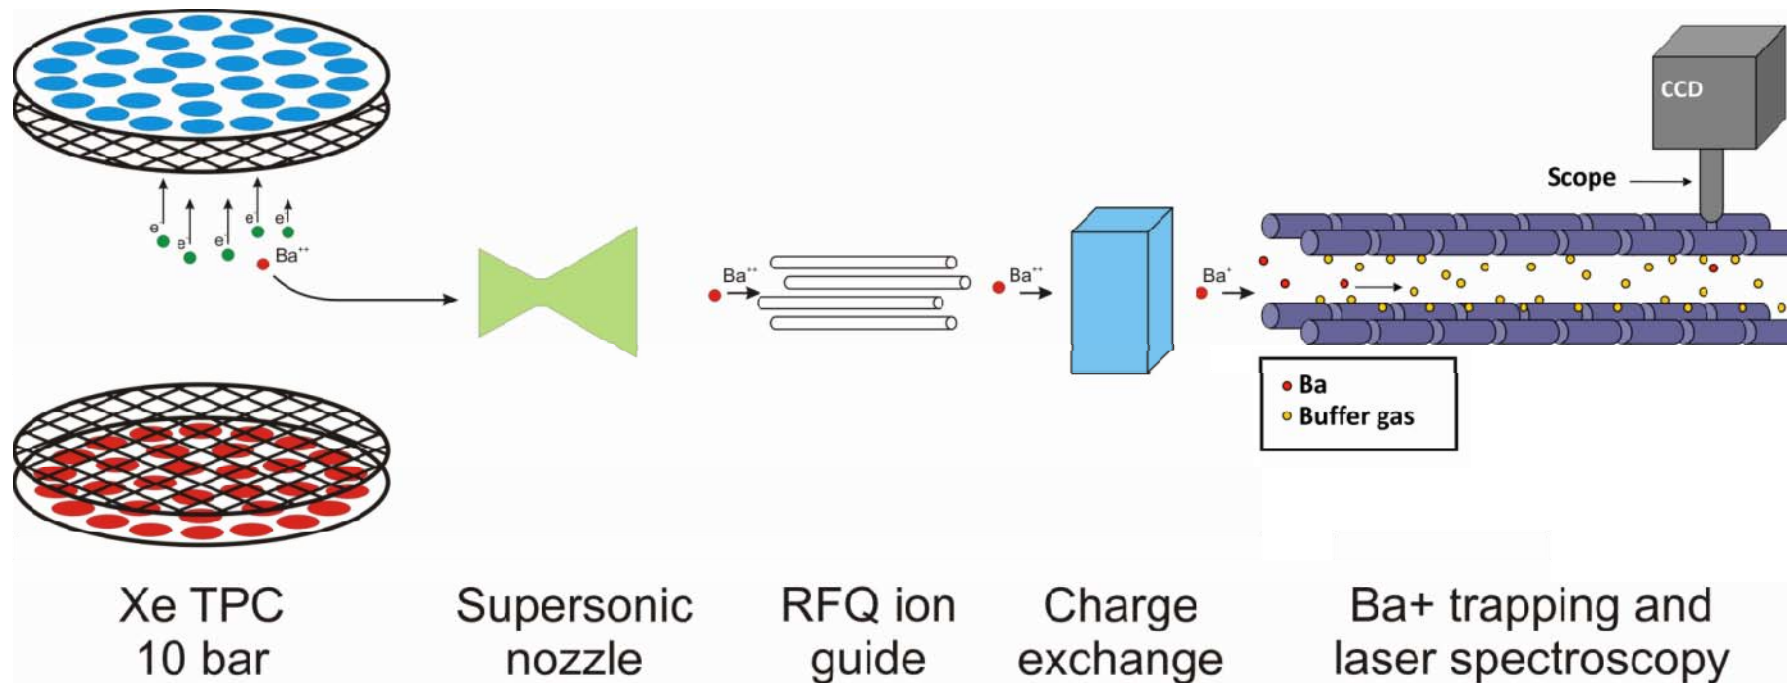 CCD
Scope
e⁻ e⁻ e⁻ e⁻ e⁻
Ba⁺⁺
Ba⁺⁺
Ba⁺⁺
Ba⁺
Ba
Buffer gas
Xe TPC
10 bar
Supersonic
nozzle
RFQ ion
guide
Charge
exchange
Ba+ trapping and
laser spectroscopy